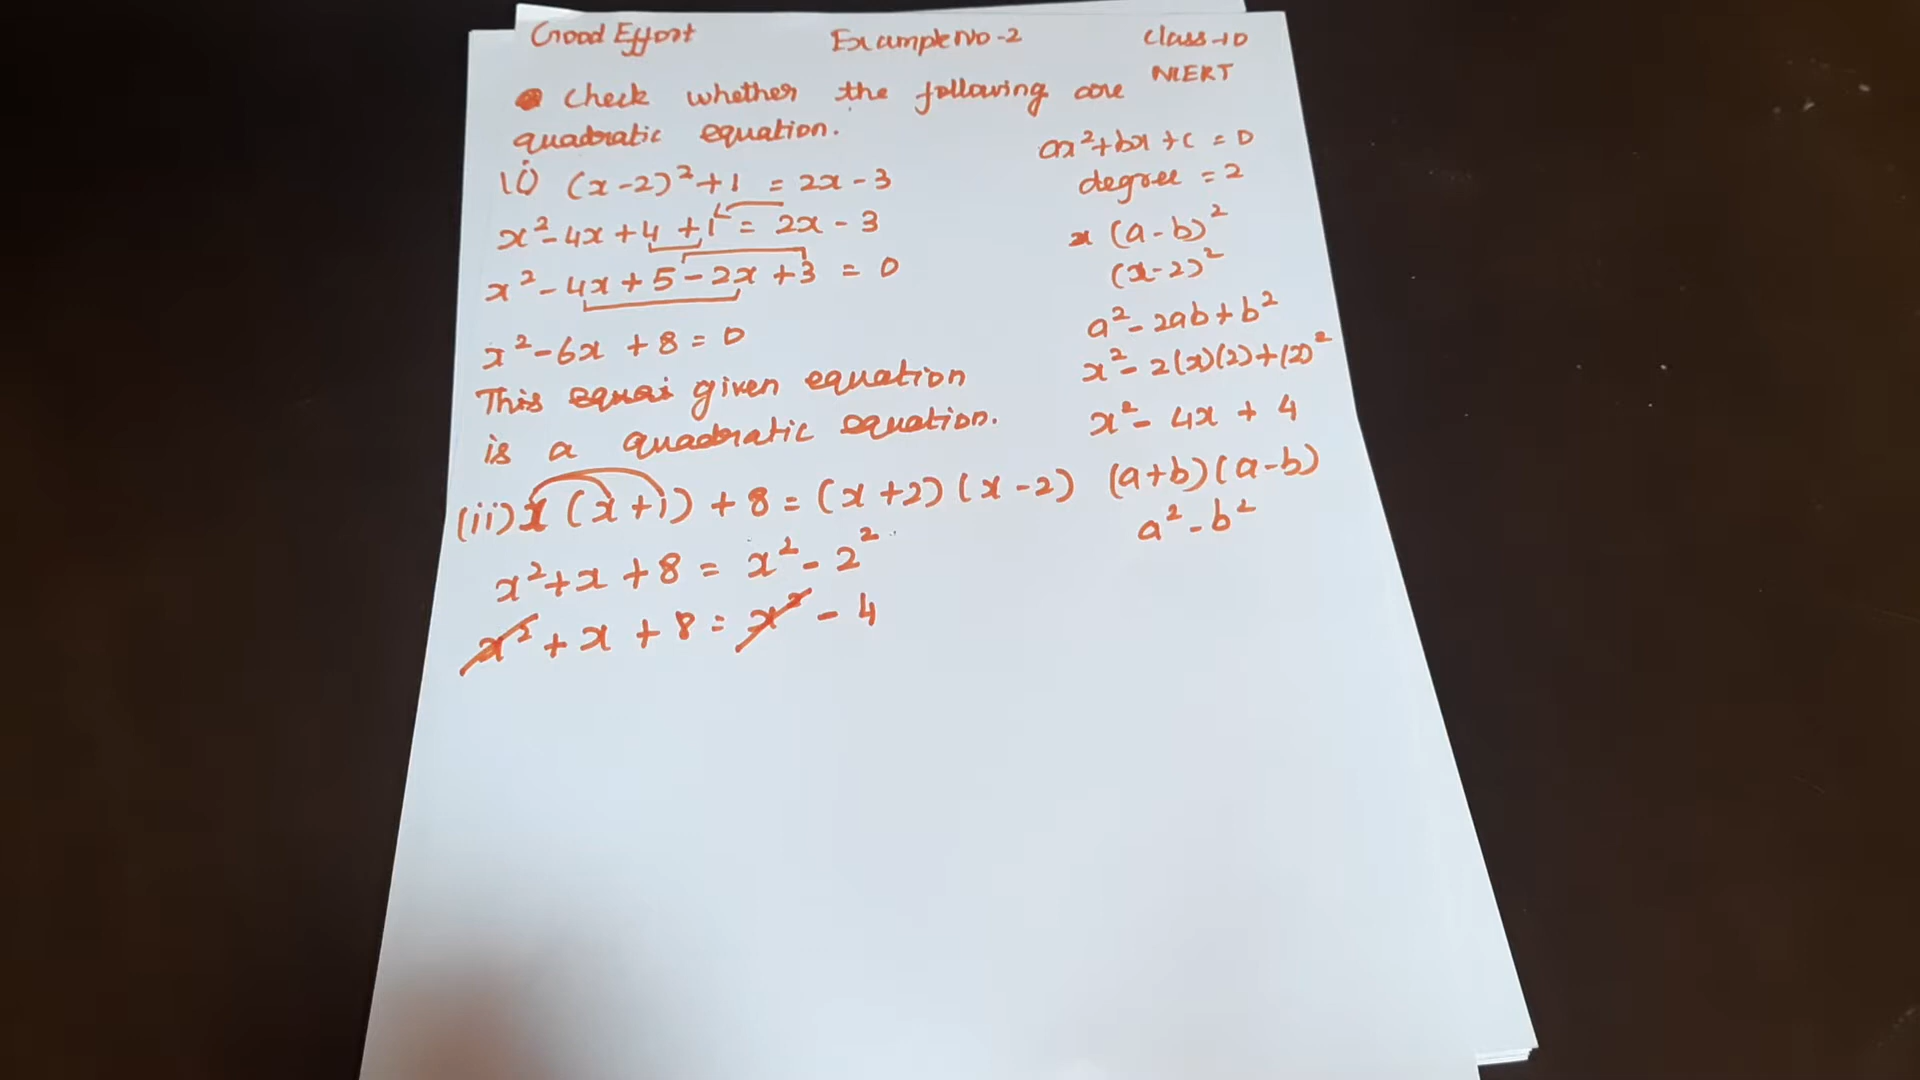 Good Effort Example No-2 class-10
NCERT
check whether the following are
quadratic equation.
ax²+bx+c=0
degree=2
(i) (x-2)²+1 = 2x-3
x²-4x+4+1 = 2x-3
x (a-b)²
(x-2)²
x²-4x+5-2x+3 = 0
a²-2ab+b²
x²-6x+8=0
x²-2(x)(2)+(2)²
This given equation
is a quadratic equation.
x²-4x+4
(ii) x(x+1)+8=(x+2)(x-2) (a+b)(a-b)
a²-b²
x²+x+8 = x²-2²
x²+x+8 = x²-4